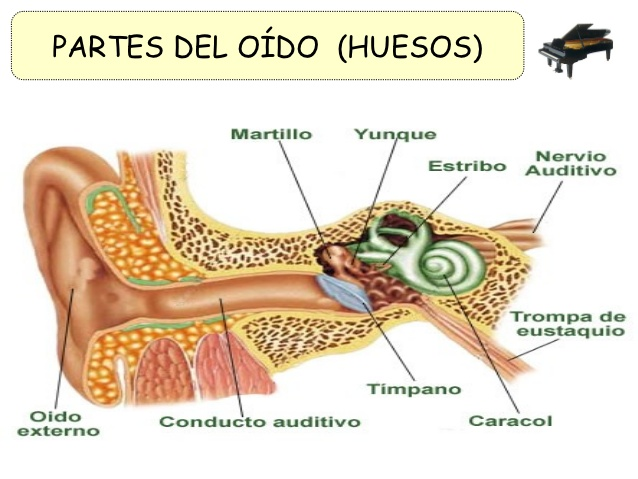 PARTES DEL OÍDO (HUESOS)
Martillo
Yunque
Estribo
Nervio
Auditivo
Trompa de
eustaquio
Tímpano
Oido
externo
Conducto auditivo
Caracol